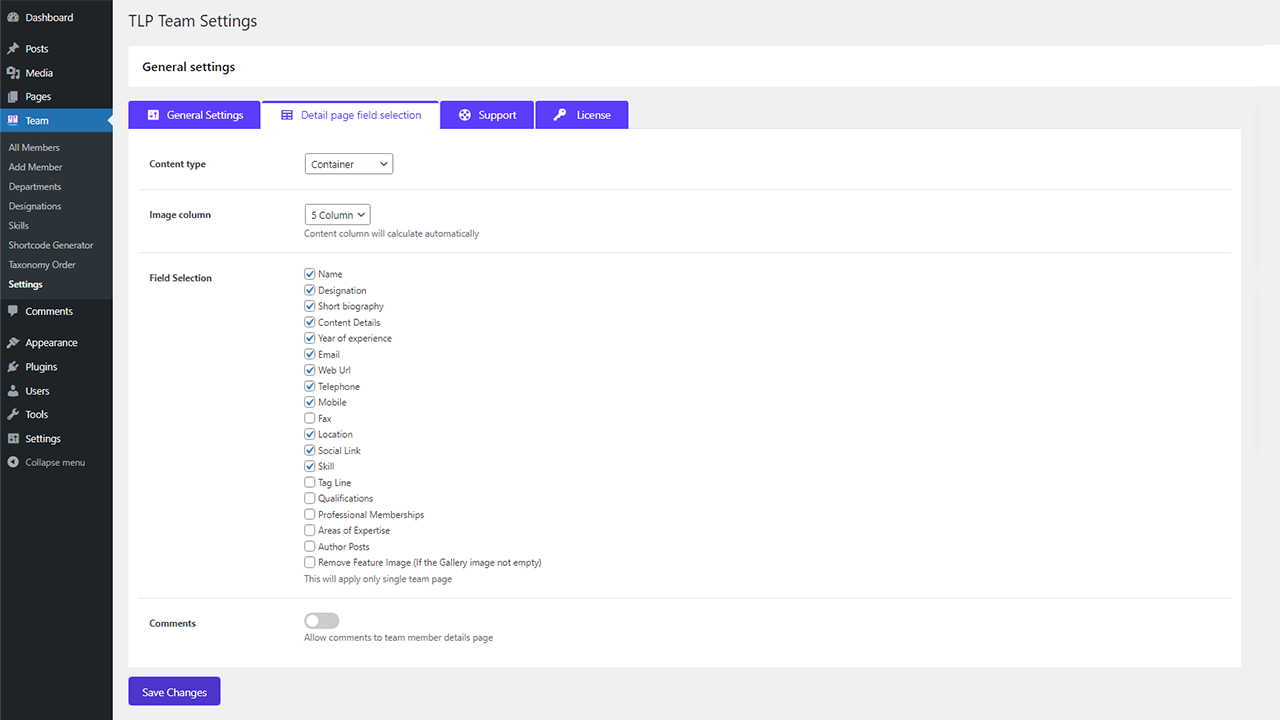 Dashboard
Posts
Media
Pages
Team
All Members
Add Member
Departments
Designations
Skills
Shortcode Generator
Taxonomy Order
Settings
Comments
Appearance
Plugins
Users
Tools
Settings
Collapse menu
TLP Team Settings
General settings
General Settings Detail page field selection Support License
Content type Container
Image column 5 Column
Content column will calculate automatically
Field Selection
Name
Designation
Short biography
Content Details
Year of experience
Email
Web Url
Telephone
Mobile
Fax
Location
Social Link
Skill
Tag Line
Qualifications
Professional Memberships
Areas of Expertise
Author Posts
Remove Feature Image (If the Gallery image not empty)
This will apply only single team page
Comments
Allow comments to team member details page
Save Changes